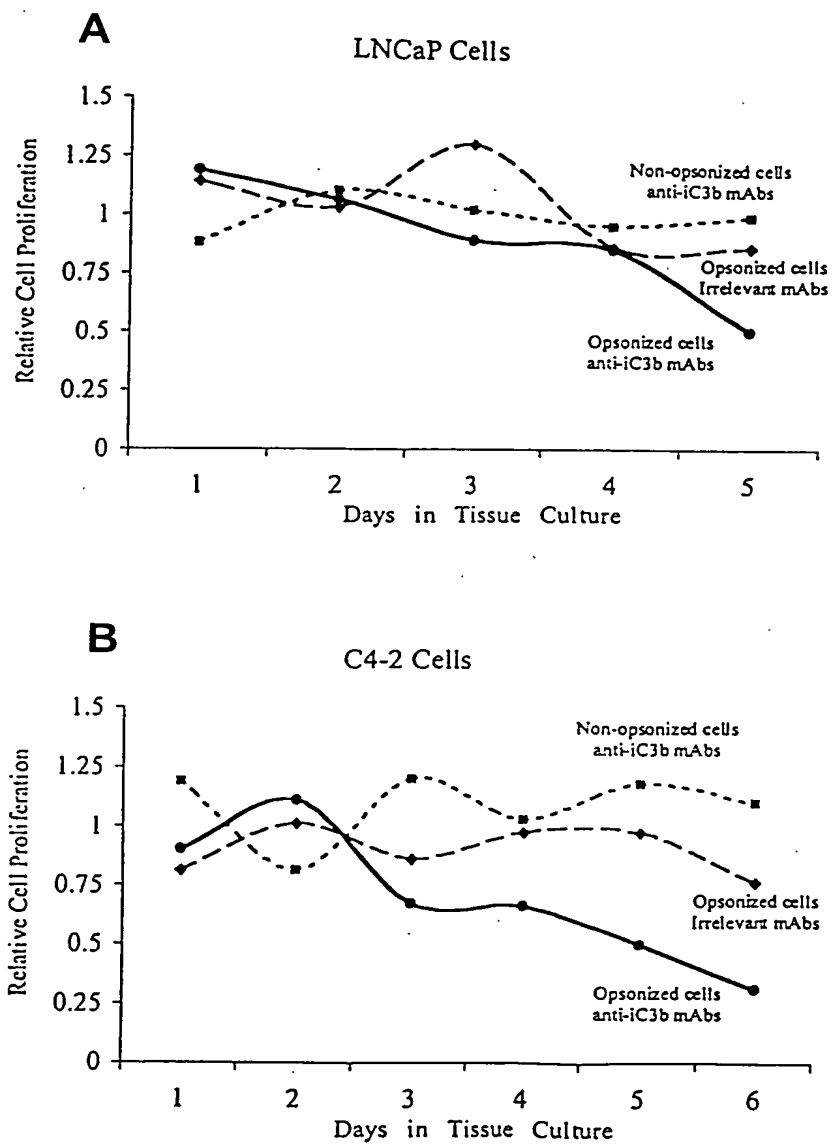 A
LNCaP Cells
1.5
1.25
1
0.75
0.5
0.25
0
Relative Cell Proliferation
Non-opsonized cells
anti-iC3b mAbs
Opsonized cells
Irrelevant mAbs
Opsonized cells
anti-iC3b mAbs
1 2 3 4 5
Days in Tissue Culture
B
C4-2 Cells
1.5
1.25
1
0.75
0.5
0.25
0
Relative Cell Proliferation
Non-opsonized cells
anti-iC3b mAbs
Opsonized cells
Irrelevant mAbs
Opsonized cells
anti-iC3b mAbs
1 2 3 4 5 6
Days in Tissue Culture